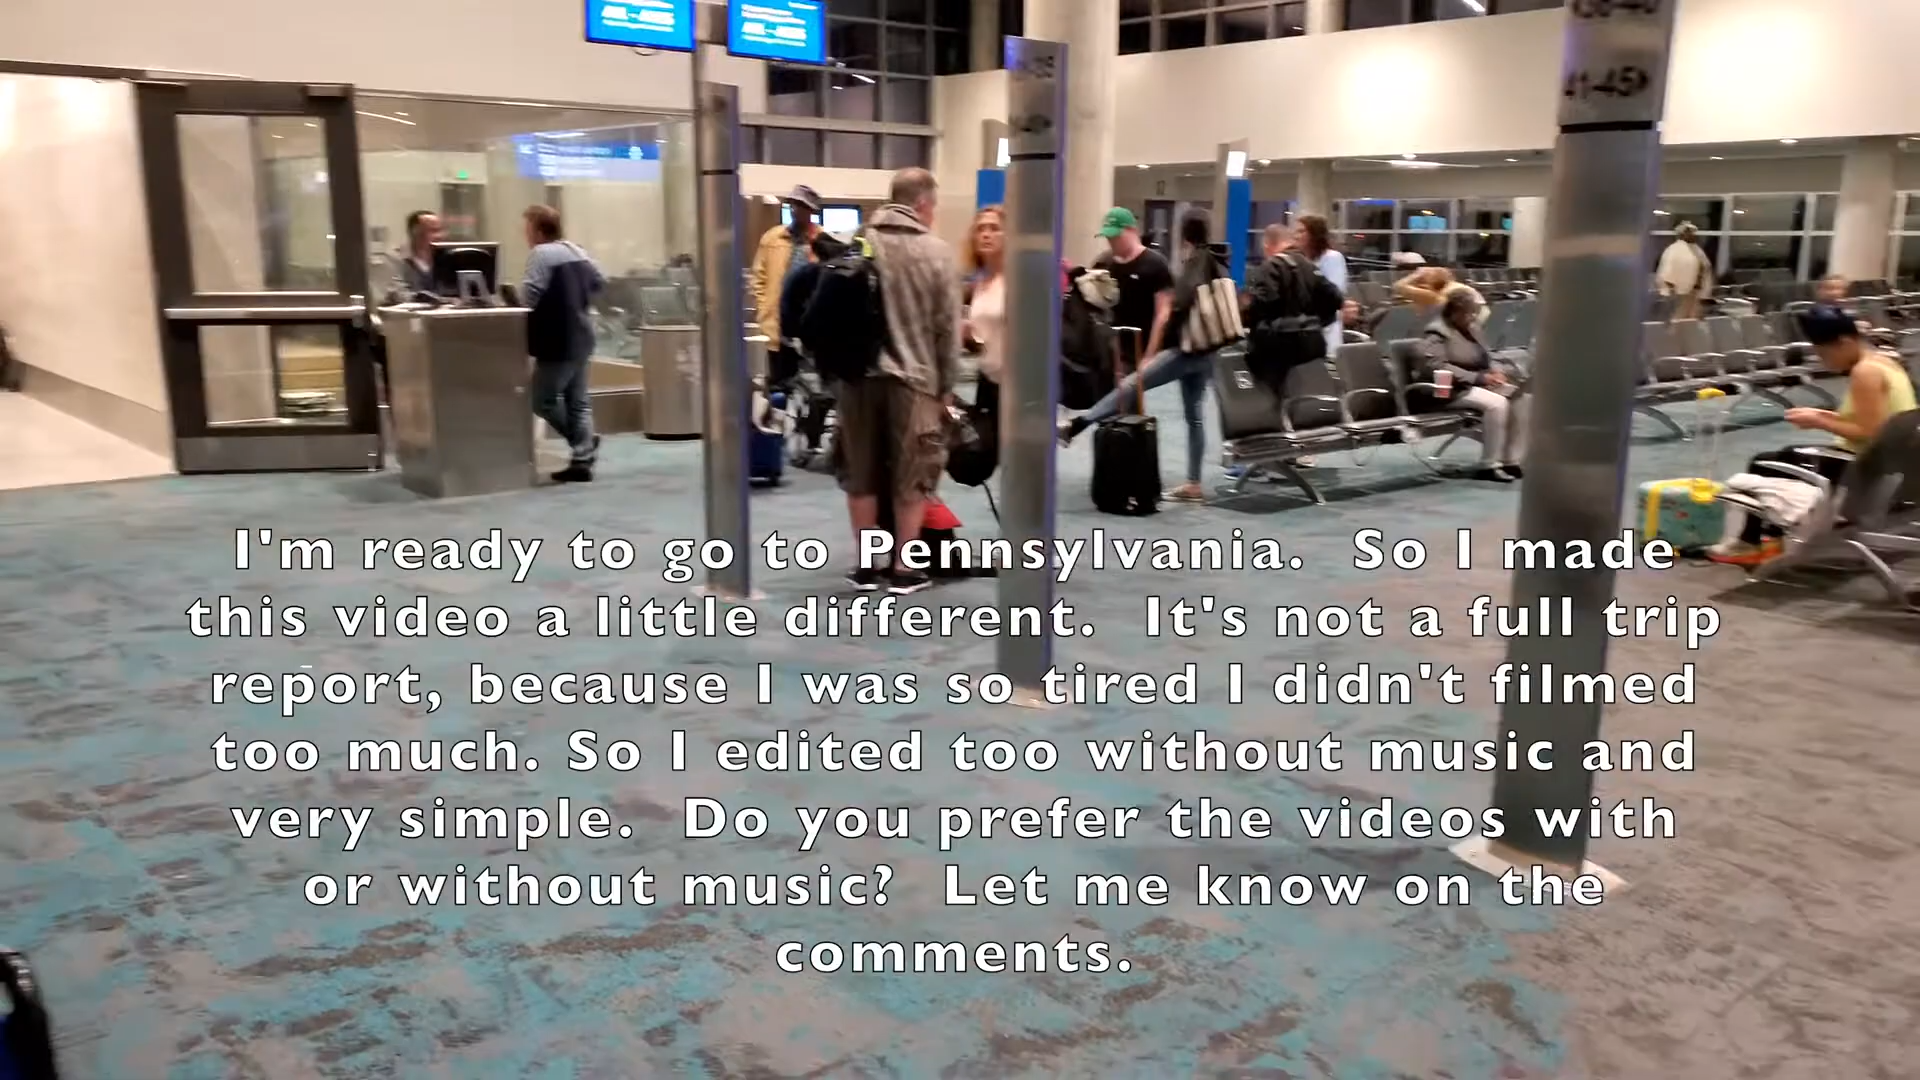 41-45
I'm ready to go to Pennsylvania.  So I made
this video a little different.  It's not a full trip
report, because I was so tired I didn't filmed
too much. So I edited too without music and
very simple.  Do you prefer the videos with
or without music?  Let me know on the
comments.